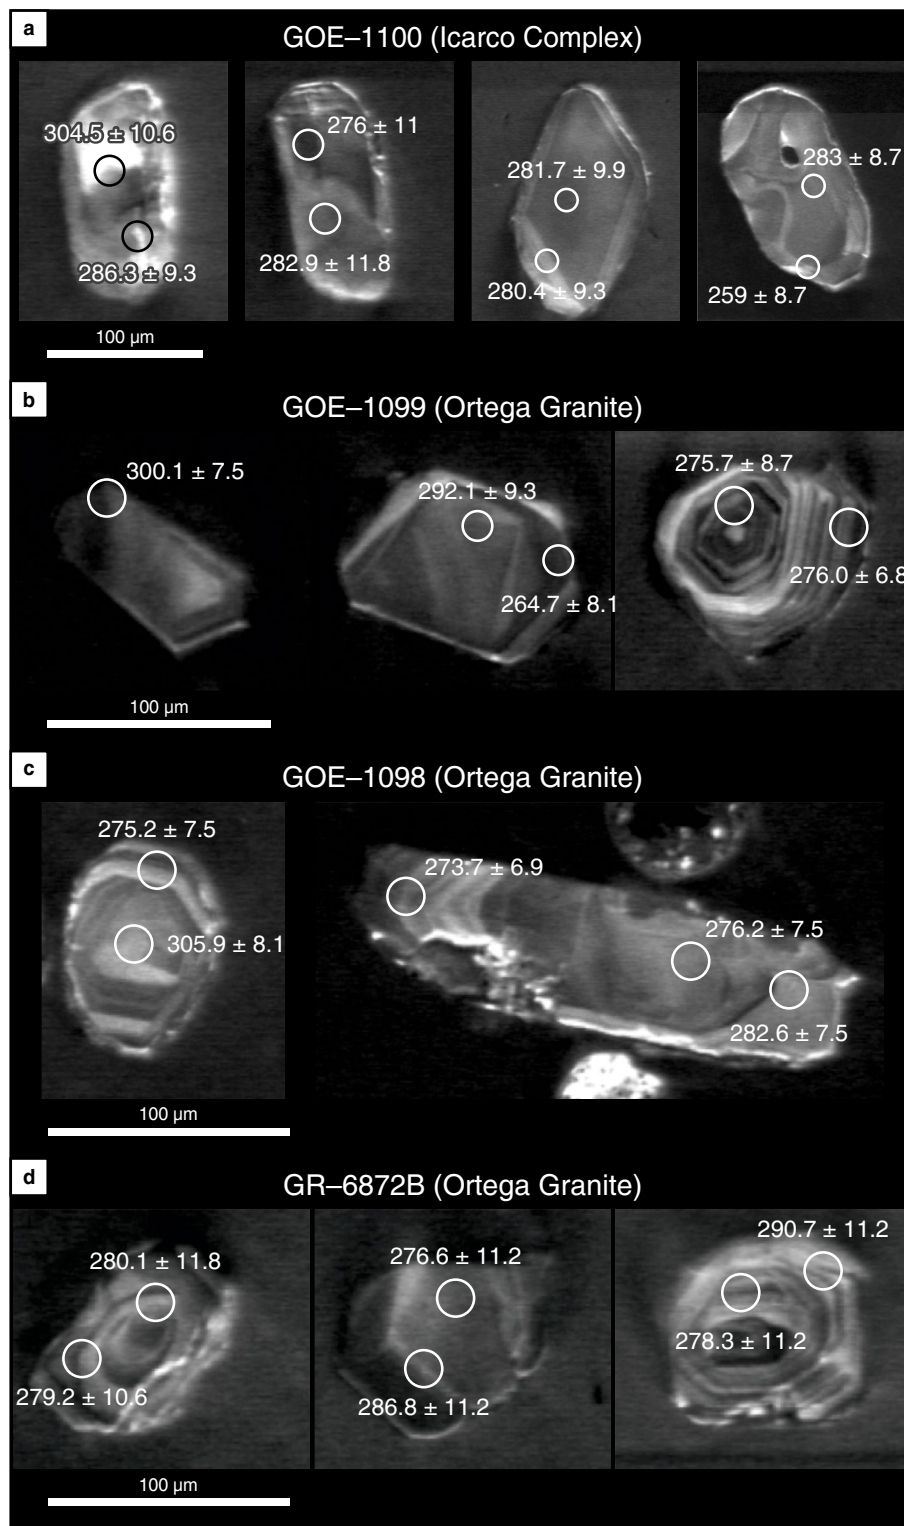 a
GOE–1100 (Icarco Complex)
304.5 ± 10.6
286.3 ± 9.3
276 ± 11
282.9 ± 11.8
281.7 ± 9.9
280.4 ± 9.3
283 ± 8.7
259 ± 8.7
100 µm
b
GOE–1099 (Ortega Granite)
300.1 ± 7.5
292.1 ± 9.3
264.7 ± 8.1
275.7 ± 8.7
276.0 ± 6.8
100 µm
c
GOE–1098 (Ortega Granite)
275.2 ± 7.5
305.9 ± 8.1
273.7 ± 6.9
276.2 ± 7.5
282.6 ± 7.5
100 µm
d
GR–6872B (Ortega Granite)
280.1 ± 11.8
279.2 ± 10.6
276.6 ± 11.2
286.8 ± 11.2
290.7 ± 11.2
278.3 ± 11.2
100 µm